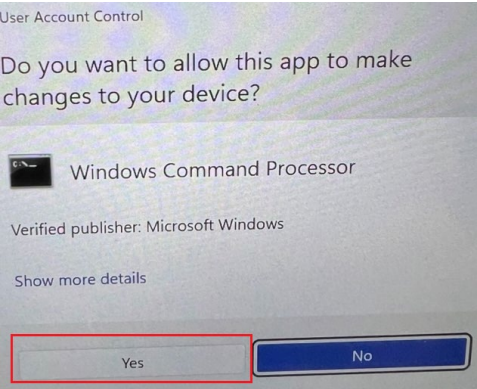 User Account Control
Do you want to allow this app to make
changes to your device?
C:\_
Windows Command Processor
Verified publisher: Microsoft Windows
Show more details
Yes
No